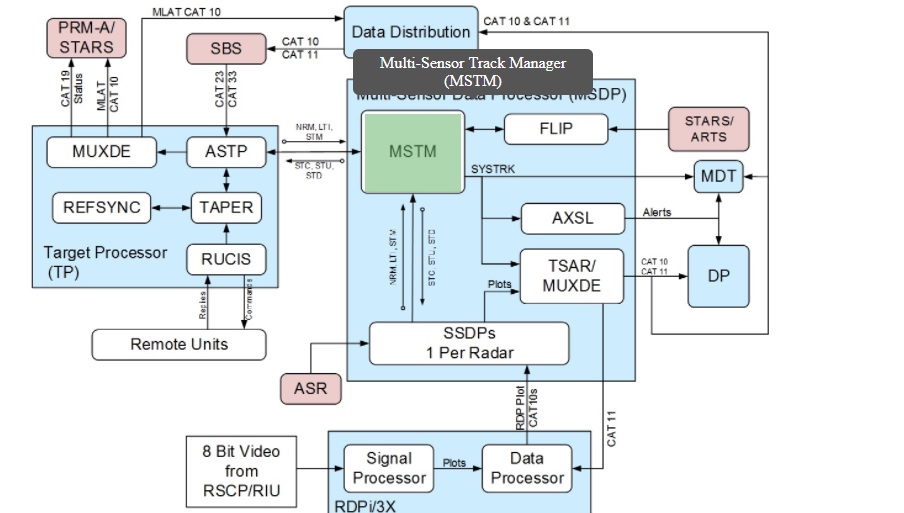 MLAT CAT 10
PRM-A/
STARS
SBS
CAT 10
CAT 11
Data Distribution
CAT 10 & CAT 11
Multi-Sensor Track Manager
(MSTM)
Multi-Sensor Data Processor (MSDP)
CAT 19
Status
MLAT
CAT 10
CAT 23
CAT 33
NRM, LTI,
STM
STC, STU,
STD
MUXDE
ASTP
MSTM
FLIP
STARS/
ARTS
SYSTRK
MDT
REFSYNC
TAPER
AXSL
Alerts
Target Processor
(TP)
RUCIS
NRM, LTI, STM
STC, STU, STD
TSAR/
MUXDE
CAT 10
CAT 11
DP
Plots
Replies
Commands
Remote Units
SSDPs
1 Per Radar
ASR
RDP Plot
CAT10s
CAT 11
8 Bit Video
from
RSCP/RIU
Signal
Processor
Plots
Data
Processor
RDPi/3X